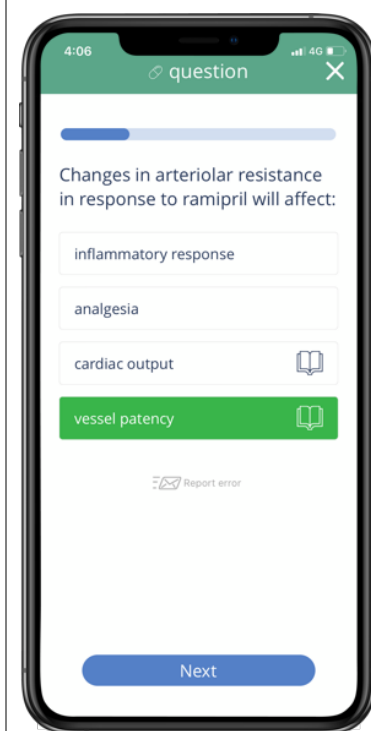 4:06
4G
question
Changes in arteriolar resistance
in response to ramipril will affect:
inflammatory response
analgesia
cardiac output
vessel patency
Report error
Next